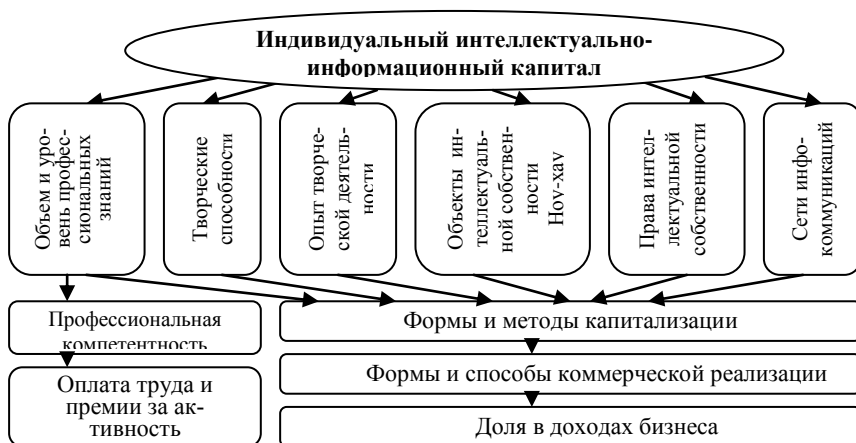 Индивидуальный интеллектуально-
информационный капитал
Объем и уро-
вень профес-
сиональных
знаний
Творческие
способности
Опыт творче-
ской деятель-
ности
Объекты ин-
теллектуаль-
ной собствен-
ности
Ноу-хау
Права интел-
лектуальной
собственности
Сети инфо-
коммуникаций
Профессиональная
компетентность
Формы и методы капитализации
Оплата труда и
премии за ак-
тивность
Формы и способы коммерческой реализации
Доля в доходах бизнеса